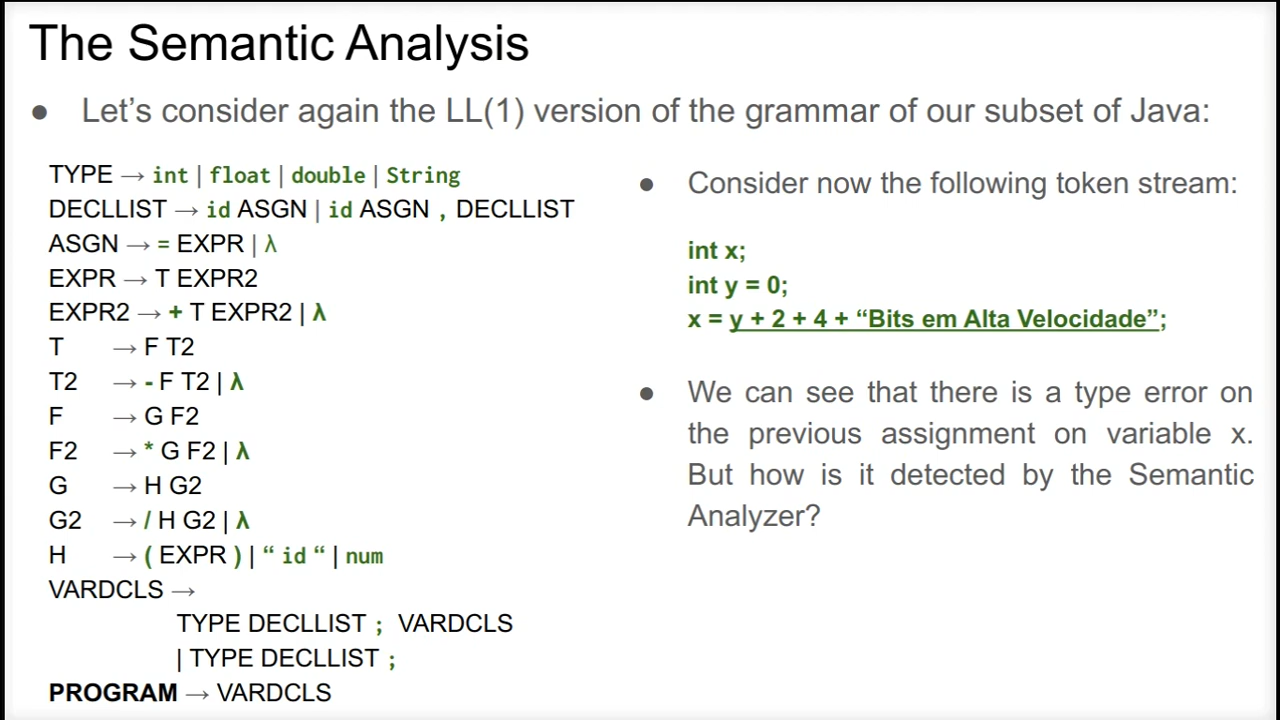 The Semantic Analysis
● Let's consider again the LL(1) version of the grammar of our subset of Java:
TYPE → int | float | double | String
DECLLIST → id ASGN | id ASGN , DECLLIST
ASGN → = EXPR | λ
EXPR → T EXPR2
EXPR2 → + T EXPR2 | λ
T → F T2
T2 → - F T2 | λ
F → G F2
F2 → * G F2 | λ
G → H G2
G2 → / H G2 | λ
H → ( EXPR ) | “ id “ | num
VARDCLS →
TYPE DECLLIST ; VARDCLS
| TYPE DECLLIST ;
PROGRAM → VARDCLS
● Consider now the following token stream:
int x;
int y = 0;
x = y + 2 + 4 + “Bits em Alta Velocidade”;
● We can see that there is a type error on
the previous assignment on variable x.
But how is it detected by the Semantic
Analyzer?